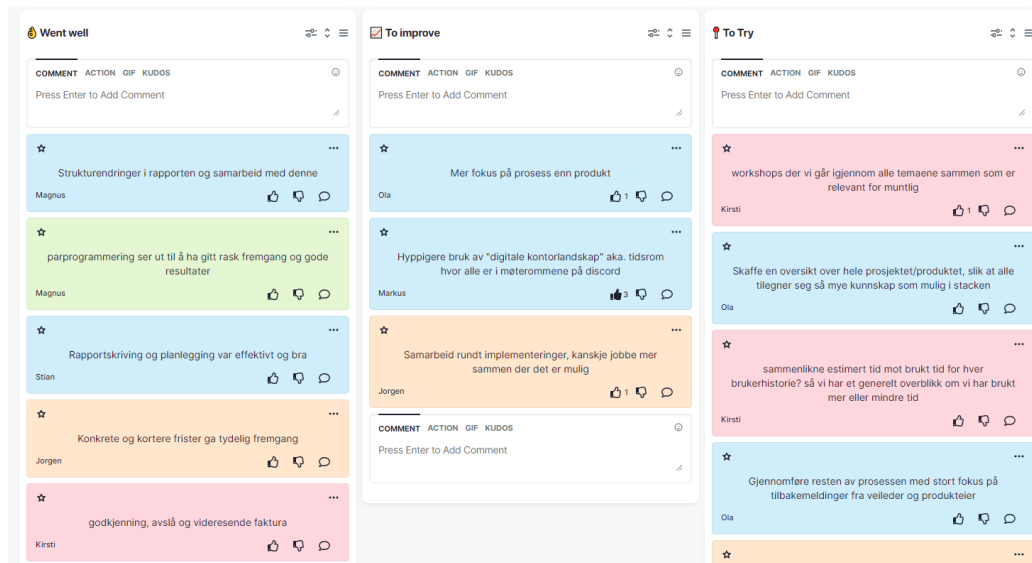 Went well
COMMENT ACTION GIF KUDOS
Press Enter to Add Comment
Strukturendringer i rapporten og samarbeid med denne
Magnus
parprogrammering ser ut til å ha gitt rask fremgang og gode
resultater
Magnus
Rapportskriving og planlegging var effektivt og bra
Stian
Konkrete og kortere frister ga tydelig fremgang
Jorgen
godkjenning, avslå og videresende faktura
Kirsti
To improve
COMMENT ACTION GIF KUDOS
Press Enter to Add Comment
Mer fokus på prosess enn produkt
Ola
1
Hyppigere bruk av "digitale kontorlandskap" aka. tidsrom
hvor alle er i møterommene på discord
Markus
3
Samarbeid rundt implementeringer, kanskje jobbe mer
sammen der det er mulig
Jorgen
1
COMMENT ACTION GIF KUDOS
Press Enter to Add Comment
To Try
COMMENT ACTION GIF KUDOS
Press Enter to Add Comment
workshops der vi går igjennom alle temaene sammen som er
relevant for muntlig
Kirsti
1
Skaffe en oversikt over hele prosjektet/produktet, slik at alle
tilegner seg så mye kunnskap som mulig i stacken
Ola
sammenlikne estimert tid mot brukt tid for hver
brukerhistorie? så vi har et generelt overblikk om vi har brukt
mer eller mindre tid
Kirsti
Gjennomføre resten av prosessen med stort fokus på
tilbakemeldinger fra veileder og produkteier
Ola